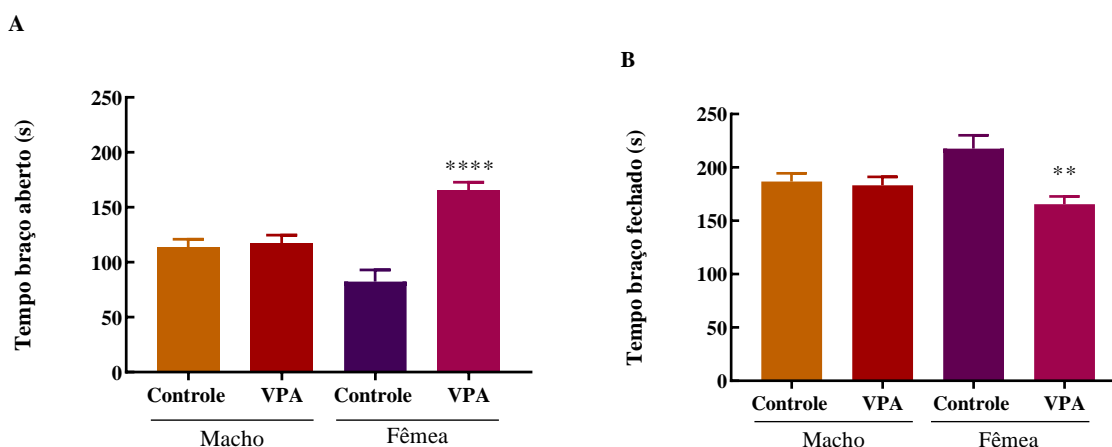 A
Tempo braço aberto (s)
250
200
150
100
50
0
****
Controle VPA Controle VPA
Macho Fêmea
B
Tempo braço fechado (s)
250
200
150
100
50
0
**
Controle VPA Controle VPA
Macho Fêmea